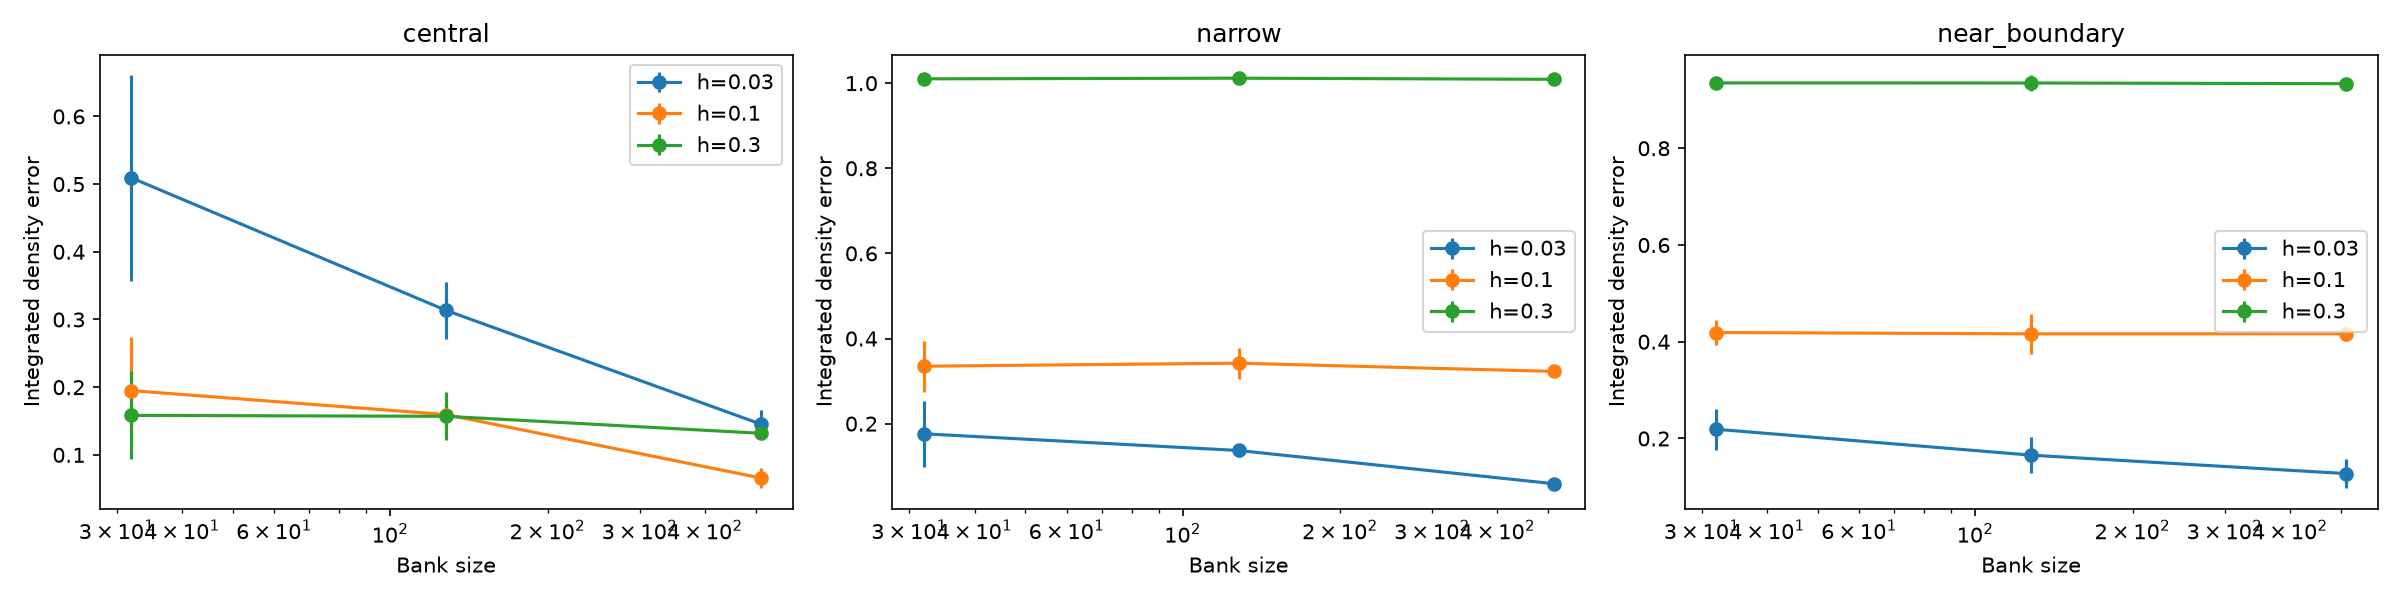 central
Integrated density error
0.6
0.5
0.4
0.3
0.2
0.1
h=0.03
h=0.1
h=0.3
3 × 10¹
4 × 10¹
6 × 10¹
10²
2 × 10²
3 × 10²
4 × 10²
Bank size
narrow
Integrated density error
1.0
0.8
0.6
0.4
0.2
h=0.03
h=0.1
h=0.3
3 × 10¹
4 × 10¹
6 × 10¹
10²
2 × 10²
3 × 10²
4 × 10²
Bank size
near_boundary
Integrated density error
0.8
0.6
0.4
0.2
h=0.03
h=0.1
h=0.3
3 × 10¹
4 × 10¹
6 × 10¹
10²
2 × 10²
3 × 10²
4 × 10²
Bank size